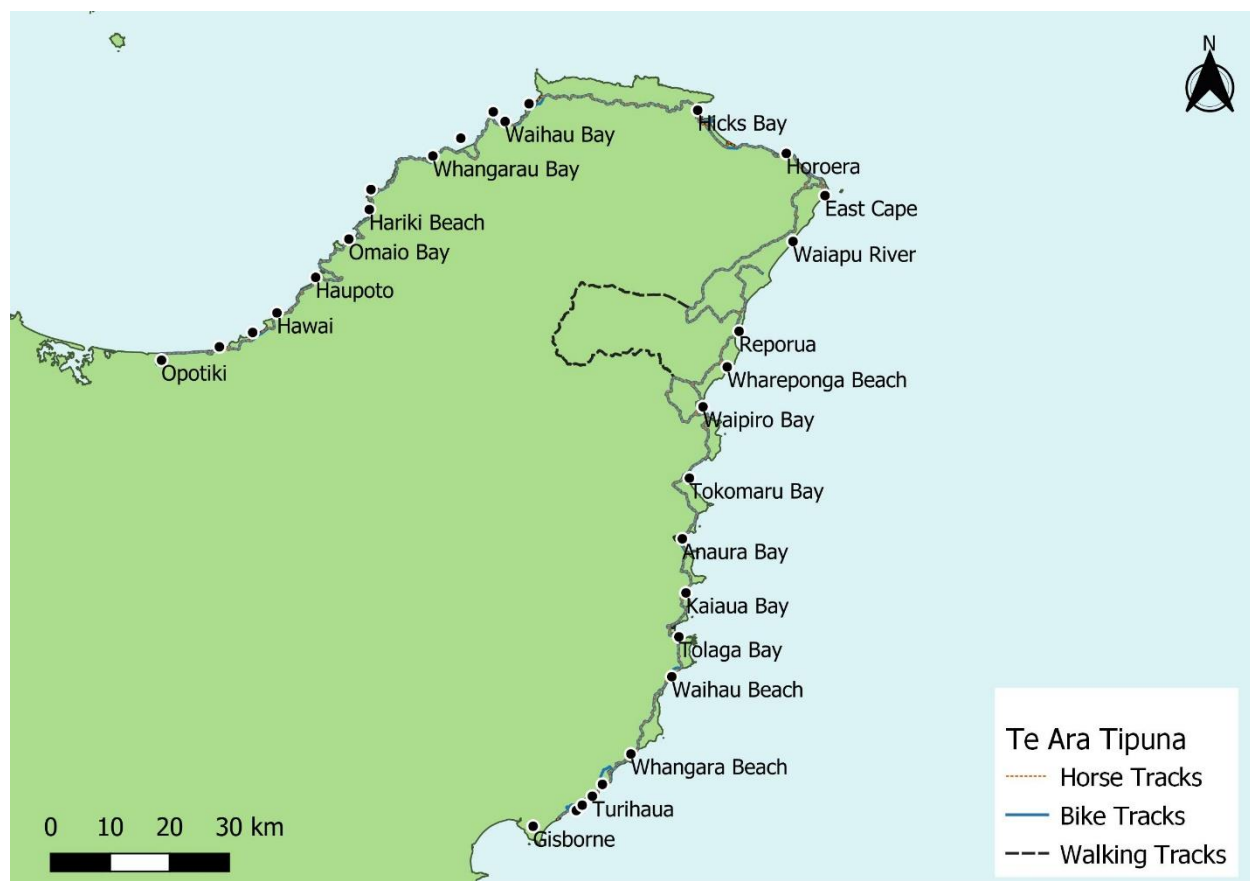 N
Waihau Bay
Hicks Bay
Whangarau Bay
Horoera
East Cape
Hariki Beach
Omaio Bay
Waiapu River
Haupoto
Hawai
Reporua
Opotiki
Whareponga Beach
Waipiro Bay
Tokomaru Bay
Anaura Bay
Kaiaua Bay
Tolaga Bay
Waihau Beach
Whangara Beach
Turihaua
Gisborne
0 10 20 30 km
Te Ara Tipuna
Horse Tracks
Bike Tracks
Walking Tracks